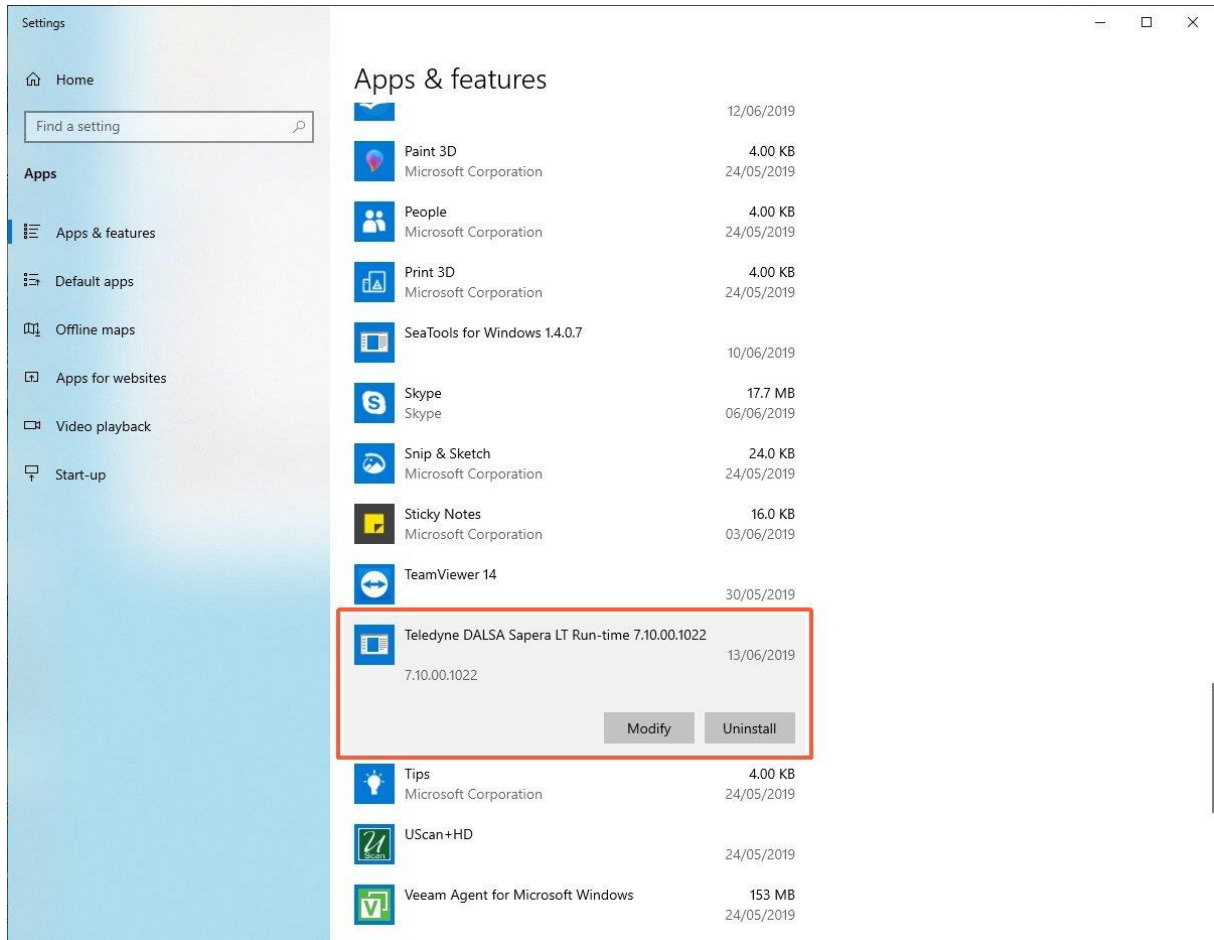 Settings
Home
Find a setting
Apps
Apps & features
Default apps
Offline maps
Apps for websites
Video playback
Start-up
Apps & features
12/06/2019
Paint 3D 4.00 KB
Microsoft Corporation 24/05/2019
People 4.00 KB
Microsoft Corporation 24/05/2019
Print 3D 4.00 KB
Microsoft Corporation 24/05/2019
SeaTools for Windows 1.4.0.7
10/06/2019
Skype 17.7 MB
Skype 06/06/2019
Snip & Sketch 24.0 KB
Microsoft Corporation 24/05/2019
Sticky Notes 16.0 KB
Microsoft Corporation 03/06/2019
TeamViewer 14
30/05/2019
Teledyne DALSA Sapera LT Run-time 7.10.00.1022
13/06/2019
7.10.00.1022
Modify Uninstall
Tips 4.00 KB
Microsoft Corporation 24/05/2019
U
Scan
UScan+HD
24/05/2019
Veeam Agent for Microsoft Windows 153 MB
24/05/2019